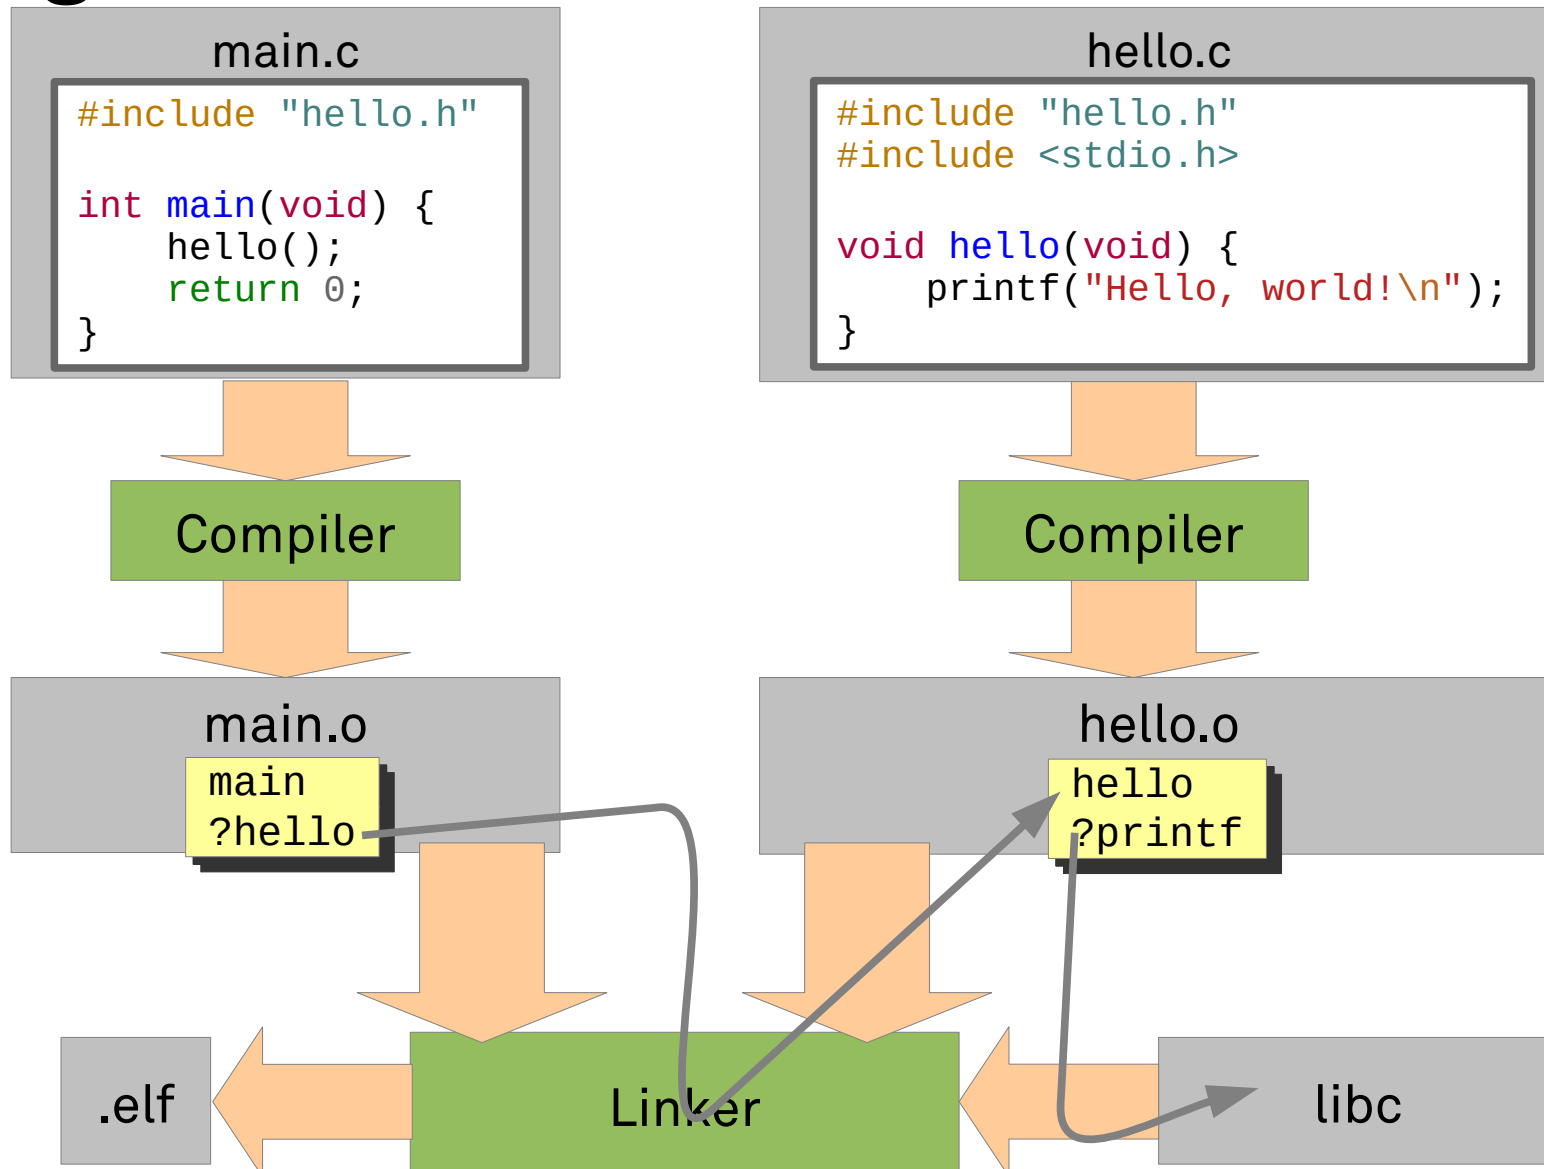 main.c
#include "hello.h"
int main(void) {
    hello();
    return 0;
}
hello.c
#include "hello.h"
#include <stdio.h>
void hello(void) {
    printf("Hello, world!\n");
}
Compiler
Compiler
main.o
main
?hello
hello.o
hello
?printf
.elf
Linker
libc